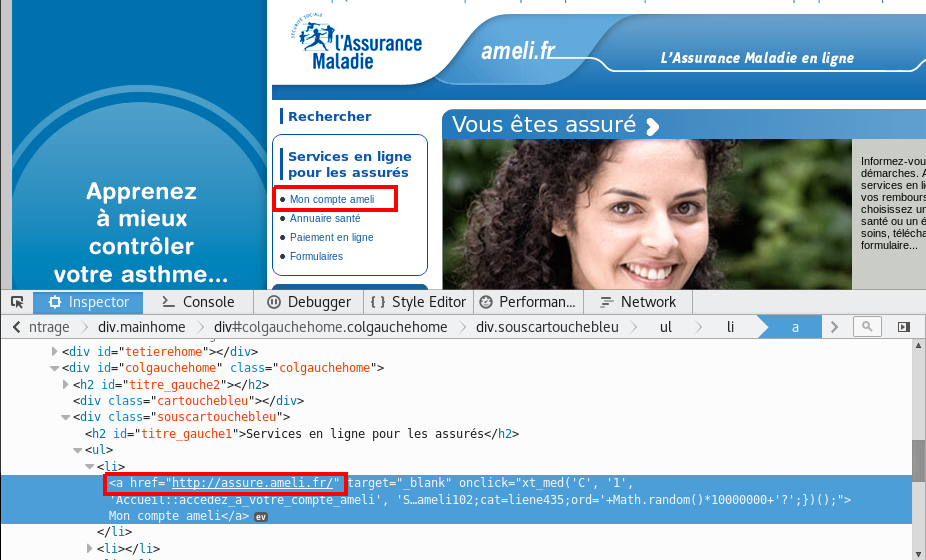 SÉCURITÉ SOCIALE
l'Assurance
Maladie
ameli.fr
L'Assurance Maladie en ligne
Apprenez
à mieux
contrôler
votre asthme...
Rechercher
Services en ligne
pour les assurés
Mon compte ameli
Annuaire santé
Paiement en ligne
Formulaires
Vous êtes assuré
Informez-vou
démarches. A
services en li
vos rembours
choisissez un
santé ou un é
soins, télécha
formulaire...
Inspector Console Debugger Style Editor Performan... Network
ntrage div.mainhome div#colgauchehome.colgauchehome div.souscartouchebleu ul li a
<div id="tetierehome"></div>
<div id="colgauchehome" class="colgauchehome">
<h2 id="titre_gauche2"></h2>
<div class="cartouchebleu"></div>
<div class="souscartouchebleu">
<h2 id="titre_gauche1">Services en ligne pour les assurés</h2>
<ul>
<li>
<a href="http://assure.ameli.fr/" target="_blank" onclick="xt_med('C', '1',
'Accueil::accedez_a_votre_compte_ameli', 'S…ameli102;cat=liene435;ord='+Math.random()*10000000+'?';})();">
Mon compte ameli</a> ev
</li>
<li></li>